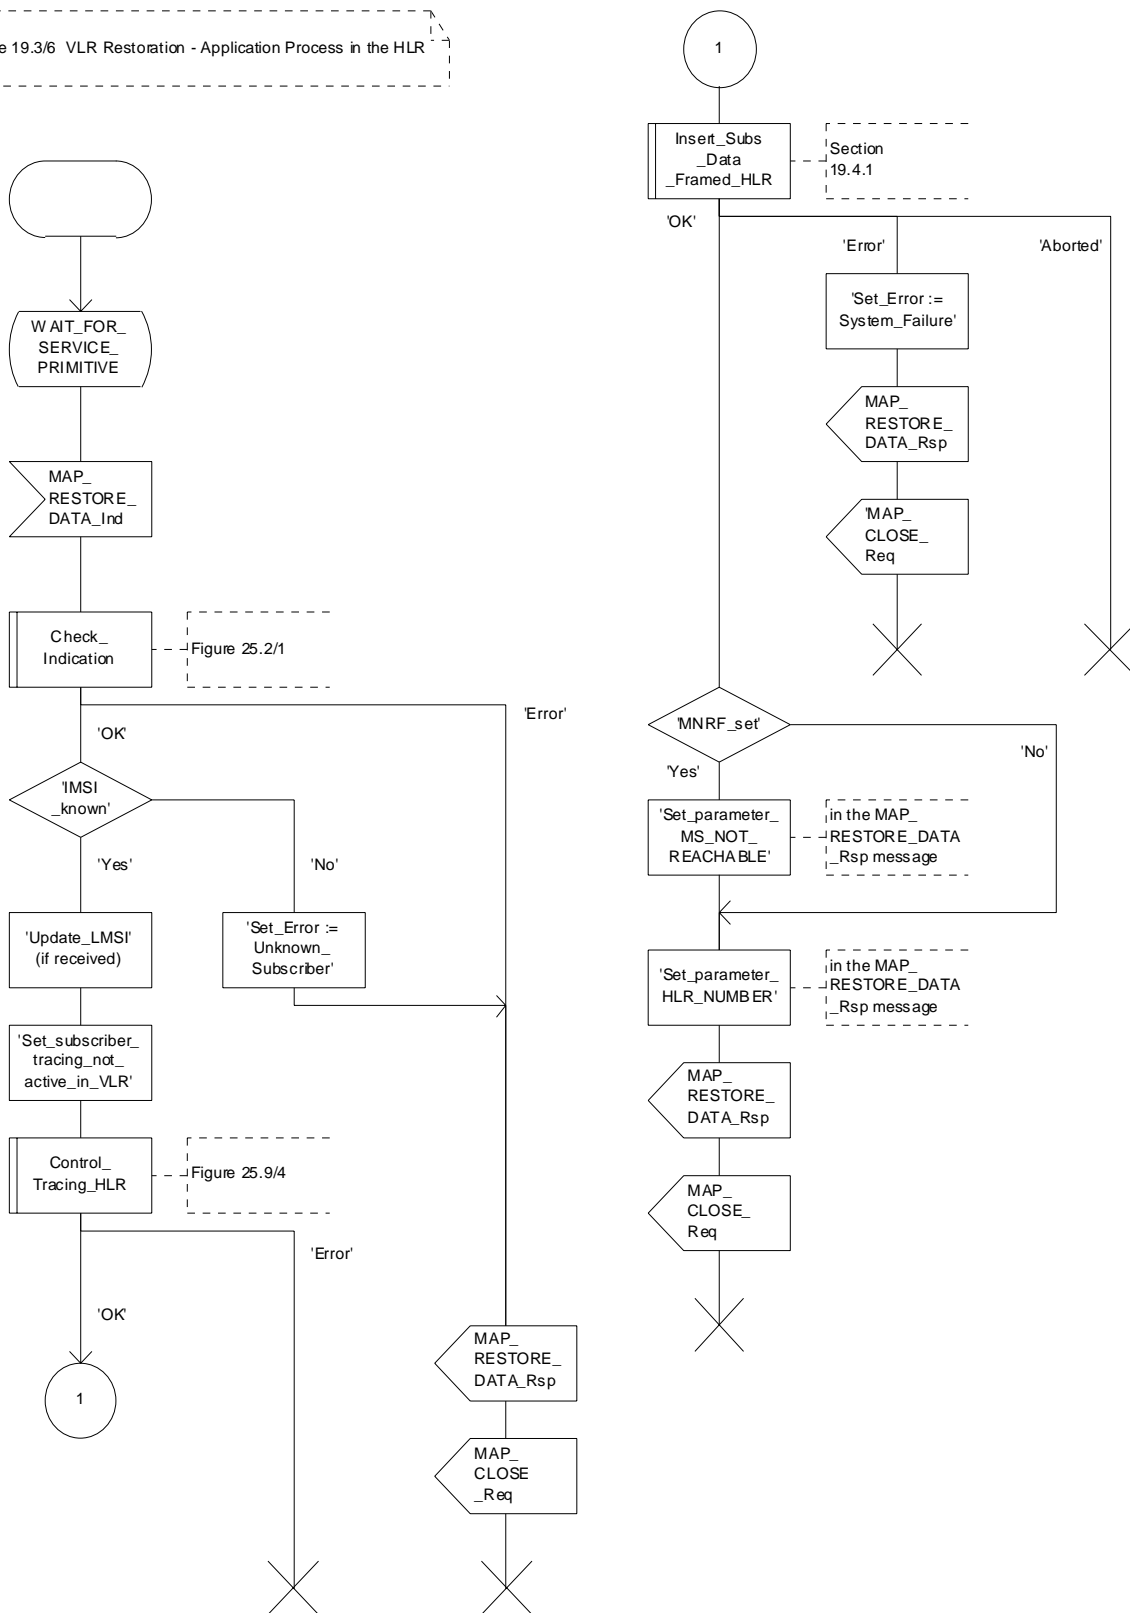 e 19.3/6 VLR Restoration - Application Process in the HLR
WAIT_FOR_
SERVICE_
PRIMITIVE
MAP_
RESTORE_
DATA_Ind
Check_
Indication
Figure 25.2/1
'Error'
'OK'
'IMSI
_known'
'Yes'
'No'
'Update_LMSI'
(if received)
'Set_Error :=
Unknown_
Subscriber'
'Set_subscriber_
tracing_not_
active_in_VLR'
Control_
Tracing_HLR
Figure 25.9/4
'Error'
'OK'
1
MAP_
RESTORE_
DATA_Rsp
MAP_
CLOSE
_Req
1
Insert_Subs
_Data
_Framed_HLR
Section
19.4.1
'OK'
'Error'
'Aborted'
'Set_Error :=
System_Failure'
MAP_
RESTORE_
DATA_Rsp
'MAP_
CLOSE_
Req
'MNRF_set'
'No'
'Yes'
'Set_parameter_
MS_NOT_
REACHABLE'
in the MAP_
RESTORE_DATA
_Rsp message
'Set_parameter_
HLR_NUMBER'
in the MAP_
RESTORE_DATA
_Rsp message
MAP_
RESTORE_
DATA_Rsp
MAP_
CLOSE_
Req